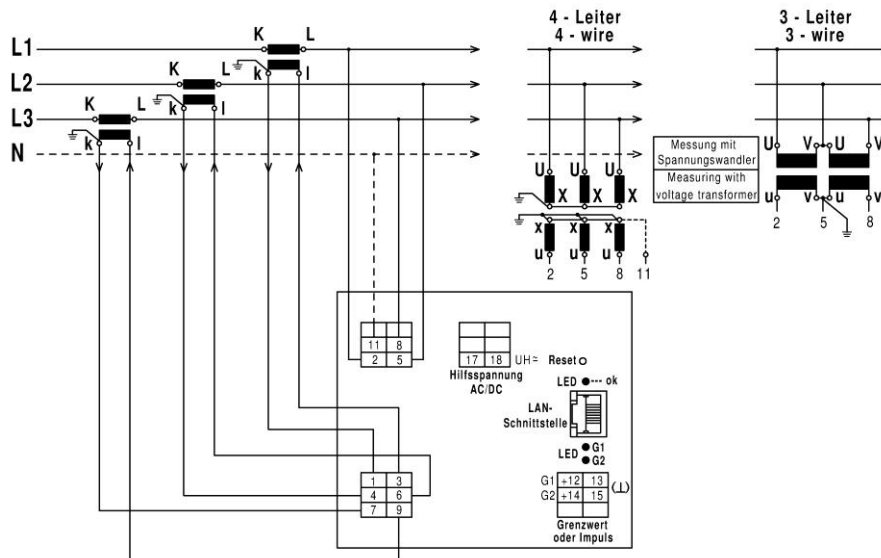 4 - Leiter
4 - wire
3 - Leiter
3 - wire
K L
L1
k l
K L
L2
k l
K L
L3
k l
N
Messung mit
Spannungswandler
Measuring with
voltage transformer
U V U V
u v u v
2 5 8
U U U
X X X
x x x
u u u
2 5 8 11
11 8
2 5
17 18 UH≂
Hilfsspannung
AC/DC
Reset
LED --- ok
LAN-
Schnittstelle
LED G1
G2
1 3
4 6
7 9
G1 +12 13 (⊥)
G2 +14 15
Grenzwert
oder Impuls